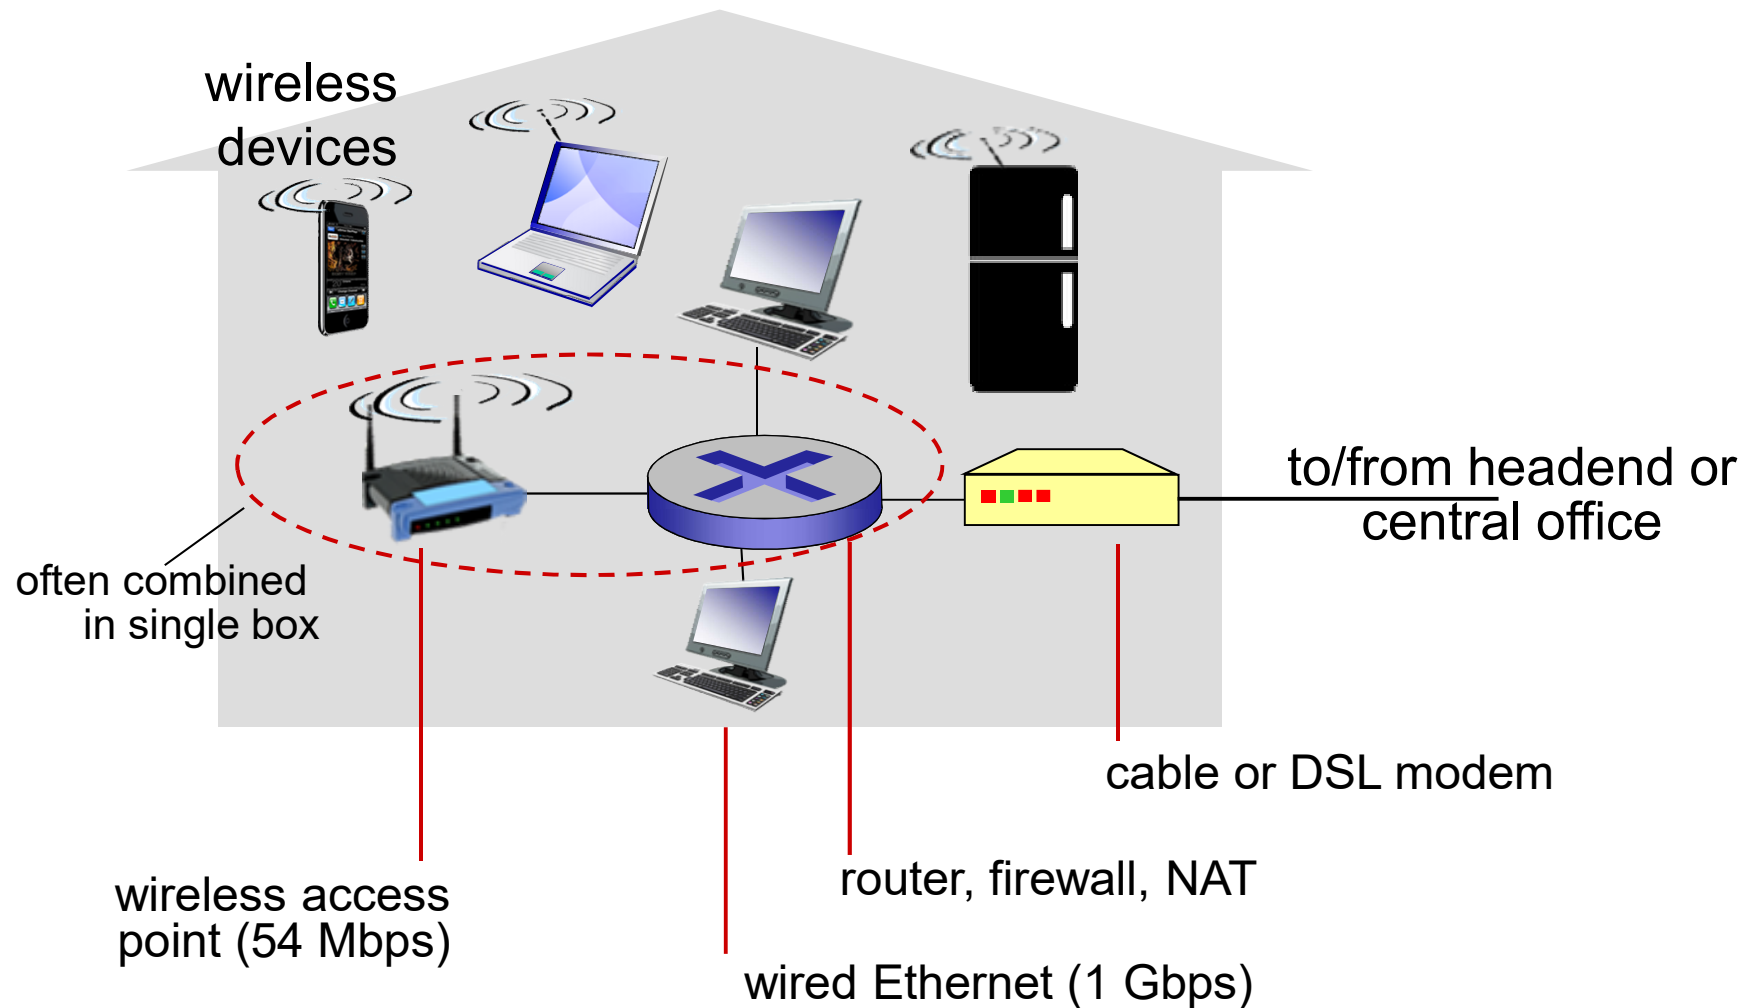 wireless
devices
to/from headend or
central office
often combined
in single box
cable or DSL modem
router, firewall, NAT
wireless access
point (54 Mbps)
wired Ethernet (1 Gbps)